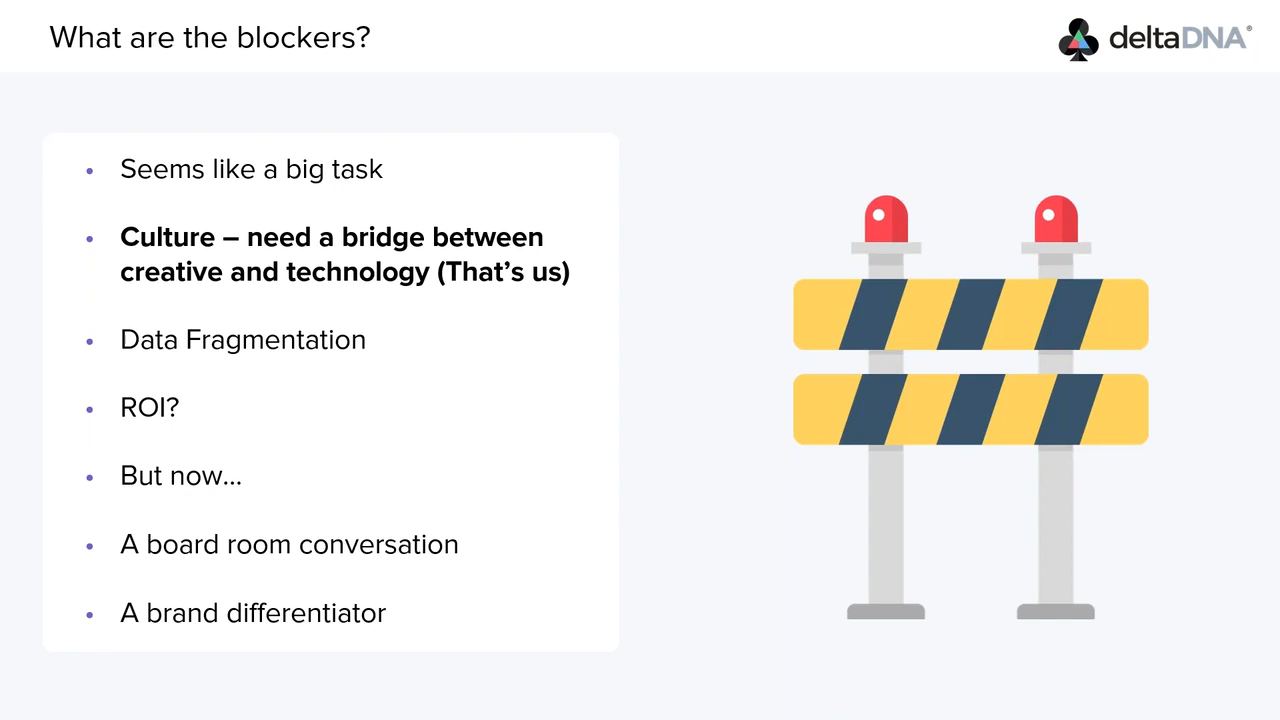 What are the blockers?
deltaDNA®
• Seems like a big task
• Culture – need a bridge between
creative and technology (That’s us)
• Data Fragmentation
• ROI?
• But now...
• A board room conversation
• A brand differentiator